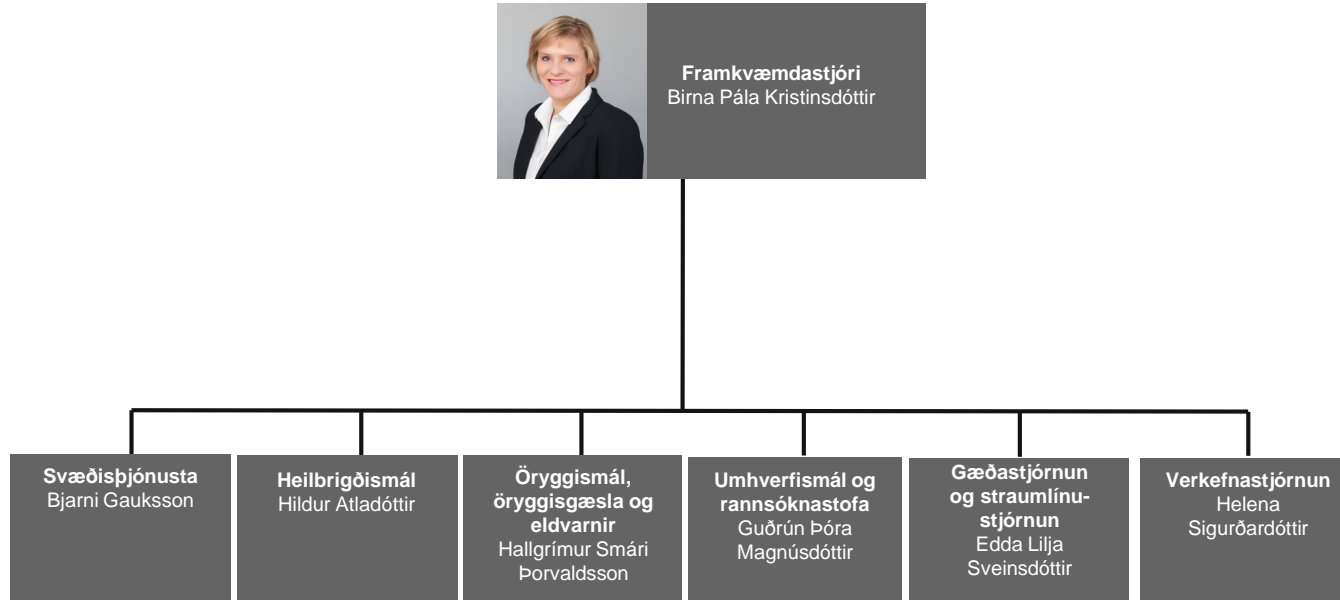 Framkvæmdastjóri
Birna Pála Kristinsdóttir
Svæðisþjónusta
Bjarni Gauksson
Heilbrigðismál
Hildur Atladóttir
Öryggismál,
öryggisgæsla og
eldvarnir
Hallgrímur Smári
Þorvaldsson
Umhverfismál og
rannsóknastofa
Guðrún Þóra
Magnúsdóttir
Gæðastjórnun
og straumlínu-
stjórnun
Edda Lilja
Sveinsdóttir
Verkefnastjórnun
Helena
Sigurðardóttir